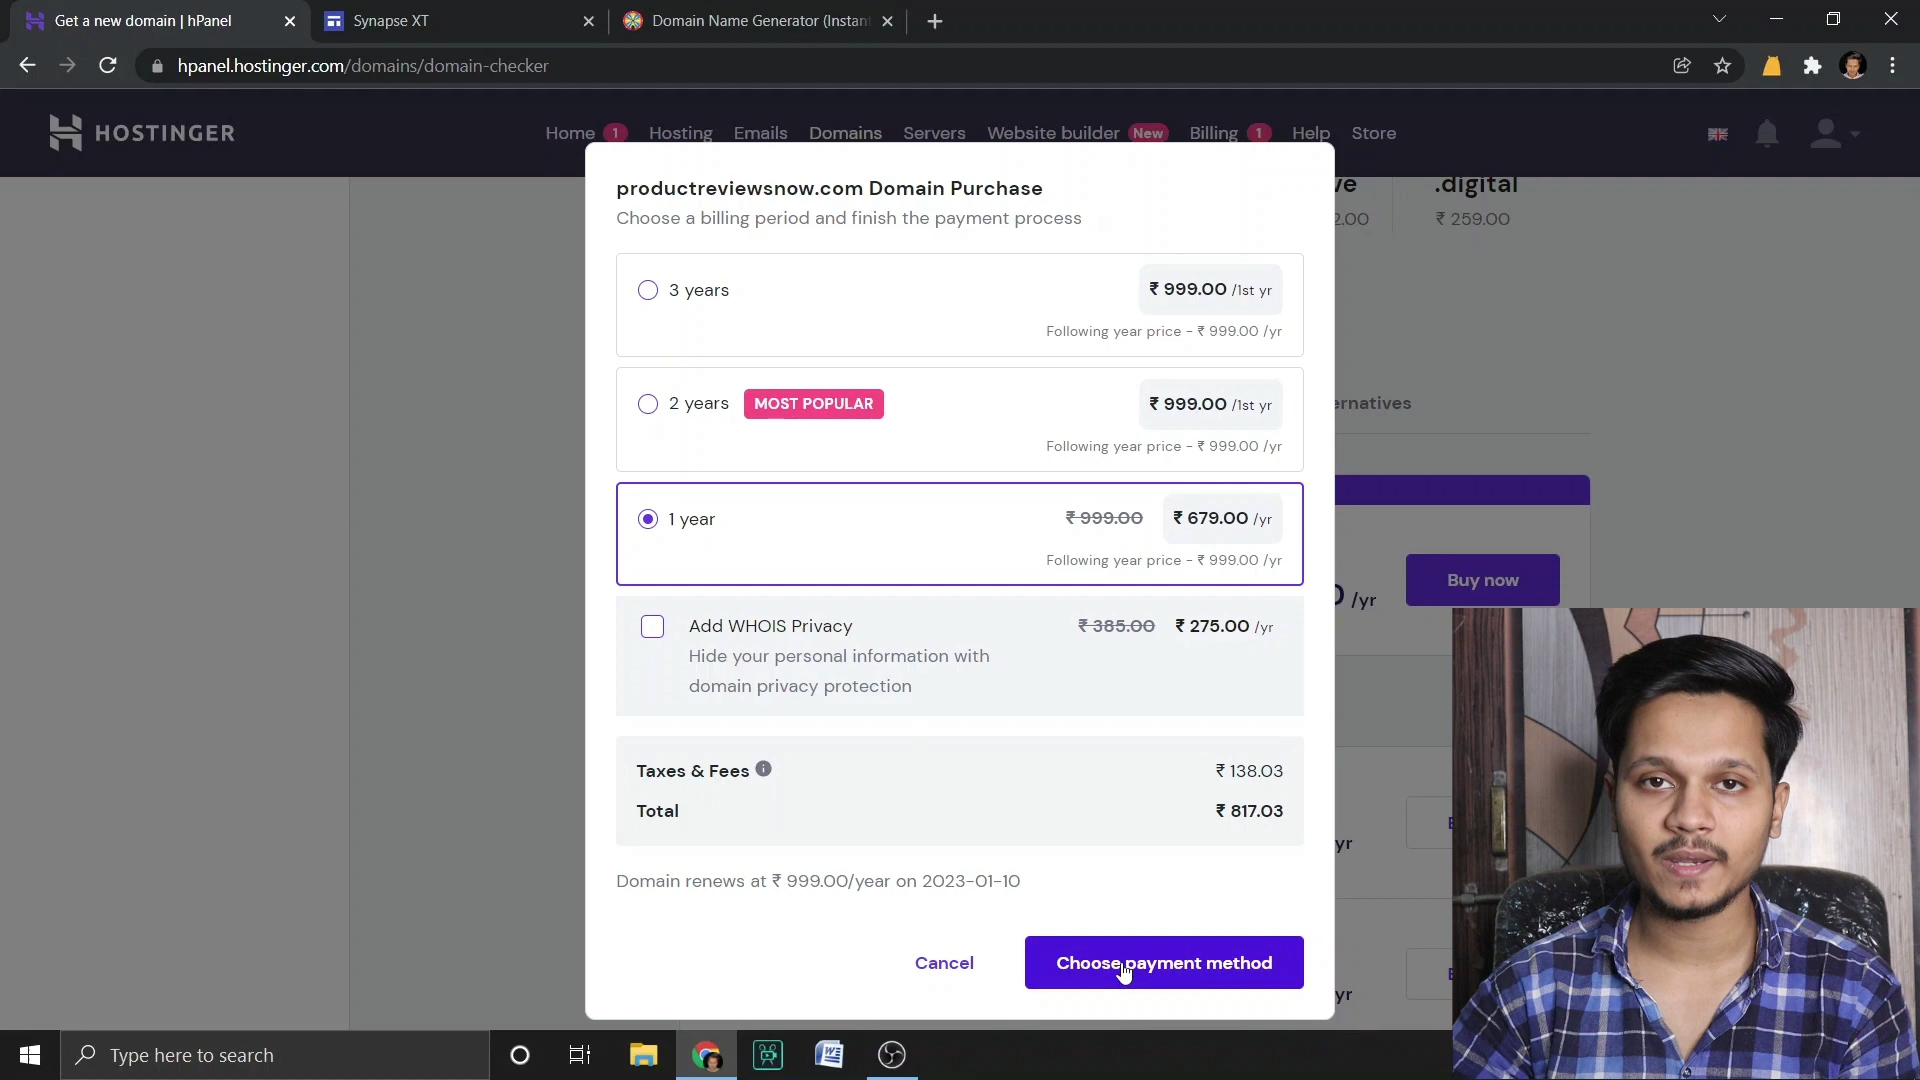 Get a new domain | hPanel
Synapse XT
Domain Name Generator (Instan
hpanel.hostinger.com/domains/domain-checker
HOSTINGER
Home 1 Hosting Emails Domains Servers Website builder New Billing 1 Help Store
productreviewsnow.com Domain Purchase
Choose a billing period and finish the payment process
.digital
2.00
₹ 259.00
3 years
₹ 999.00 /1st yr
Following year price - ₹ 999.00 /yr
2 years MOST POPULAR
₹ 999.00 /1st yr
Following year price - ₹ 999.00 /yr
ernatives
1 year
₹ 999.00 ₹ 679.00 /yr
Following year price - ₹ 999.00 /yr
/yr
Buy now
Add WHOIS Privacy
₹ 385.00 ₹ 275.00 /yr
Hide your personal information with
domain privacy protection
Taxes & Fees
₹ 138.03
Total
₹ 817.03
yr
Domain renews at ₹ 999.00/year on 2023-01-10
Cancel
Choose payment method
yr
Type here to search